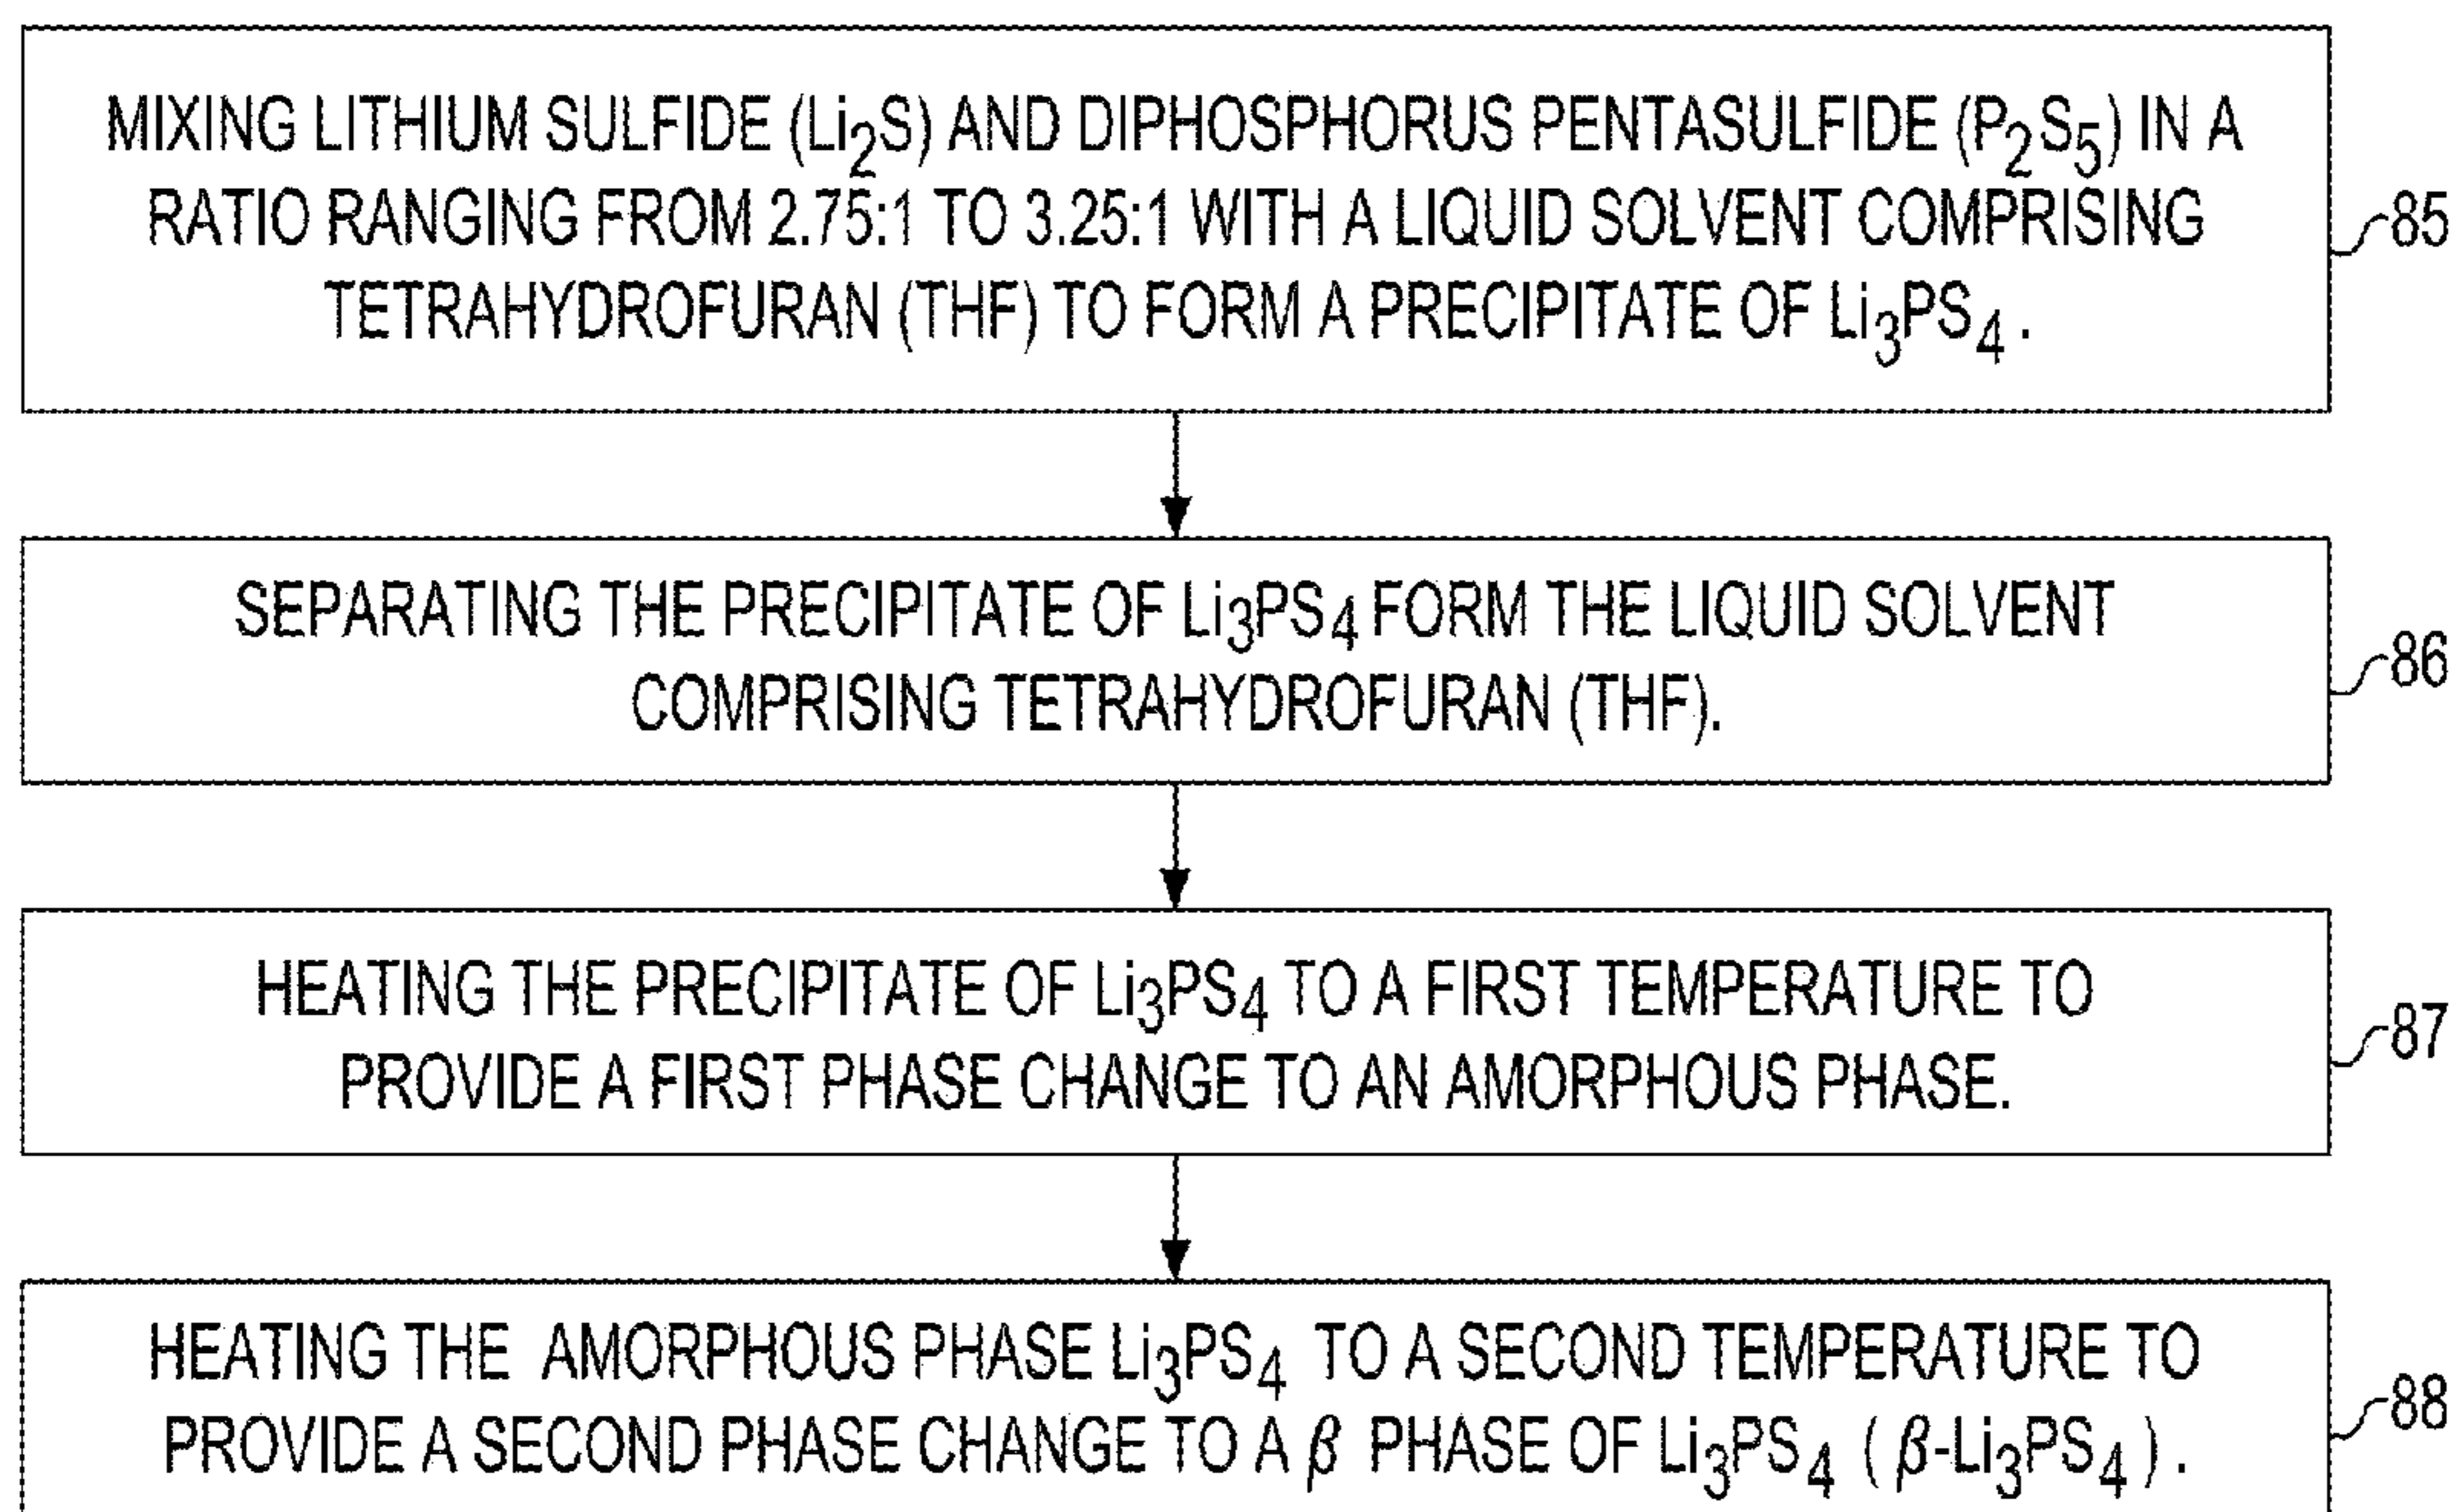 MIXING LITHIUM SULFIDE (Li₂S) AND DIPHOSPHORUS PENTASULFIDE (P₂S₅) IN A
RATIO RANGING FROM 2.75:1 TO 3.25:1 WITH A LIQUID SOLVENT COMPRISING
TETRAHYDROFURAN (THF) TO FORM A PRECIPITATE OF Li₃PS₄.
85
SEPARATING THE PRECIPITATE OF Li₃PS₄ FORM THE LIQUID SOLVENT
COMPRISING TETRAHYDROFURAN (THF).
86
HEATING THE PRECIPITATE OF Li₃PS₄ TO A FIRST TEMPERATURE TO
PROVIDE A FIRST PHASE CHANGE TO AN AMORPHOUS PHASE.
87
HEATING THE AMORPHOUS PHASE Li₃PS₄ TO A SECOND TEMPERATURE TO
PROVIDE A SECOND PHASE CHANGE TO A β PHASE OF Li₃PS₄ (β-Li₃PS₄).
88